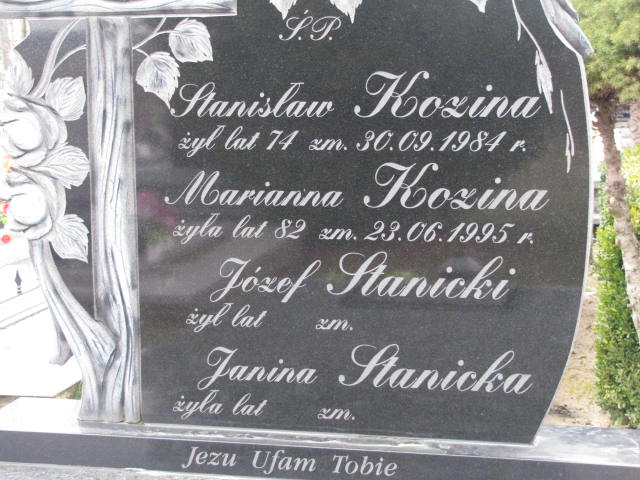 Ś.P.
Stanisław Kozina
żył lat 74 zm. 30.09.1984 r.
Marianna Kozina
żyła lat 82 zm. 23.06.1995 r.
Józef Stanicki
żył lat zm.
Janina Stanicka
żyła lat zm.
Jezu Ufam Tobie